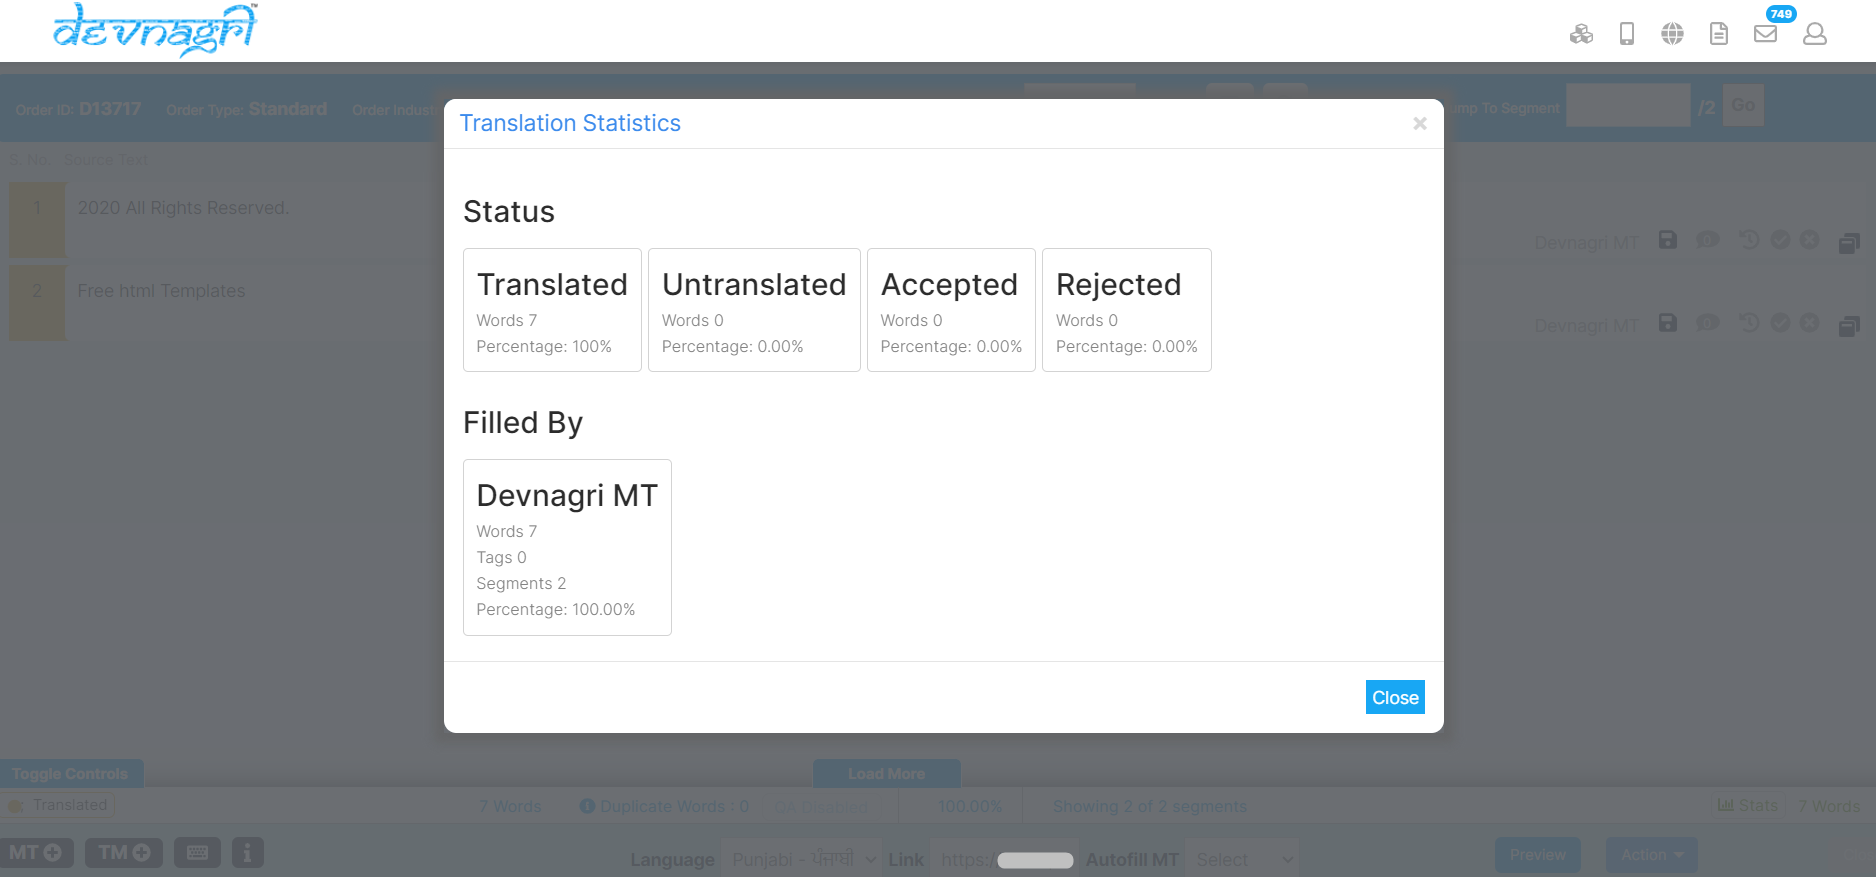 devnagri™
749
Order ID: D13717 Order Type: Standard Order Indust
ump To Segment /2 Go
S. No. Source Text
1 2020 All Rights Reserved.
Devnagri MT 0
2 Free html Templates
Devnagri MT 0
Translation Statistics ×
Status
Translated
Words 7
Percentage: 100%
Untranslated
Words 0
Percentage: 0.00%
Accepted
Words 0
Percentage: 0.00%
Rejected
Words 0
Percentage: 0.00%
Filled By
Devnagri MT
Words 7
Tags 0
Segments 2
Percentage: 100.00%
Close
Toggle Controls Load More
Translated 7 Words Duplicate Words : 0 QA Disabled 100.00% Showing 2 of 2 segments Stats 7 Words
MT TM Language Punjabi - ਪੰਜਾਬੀ Link https:/ Autofill MT Select Preview Action